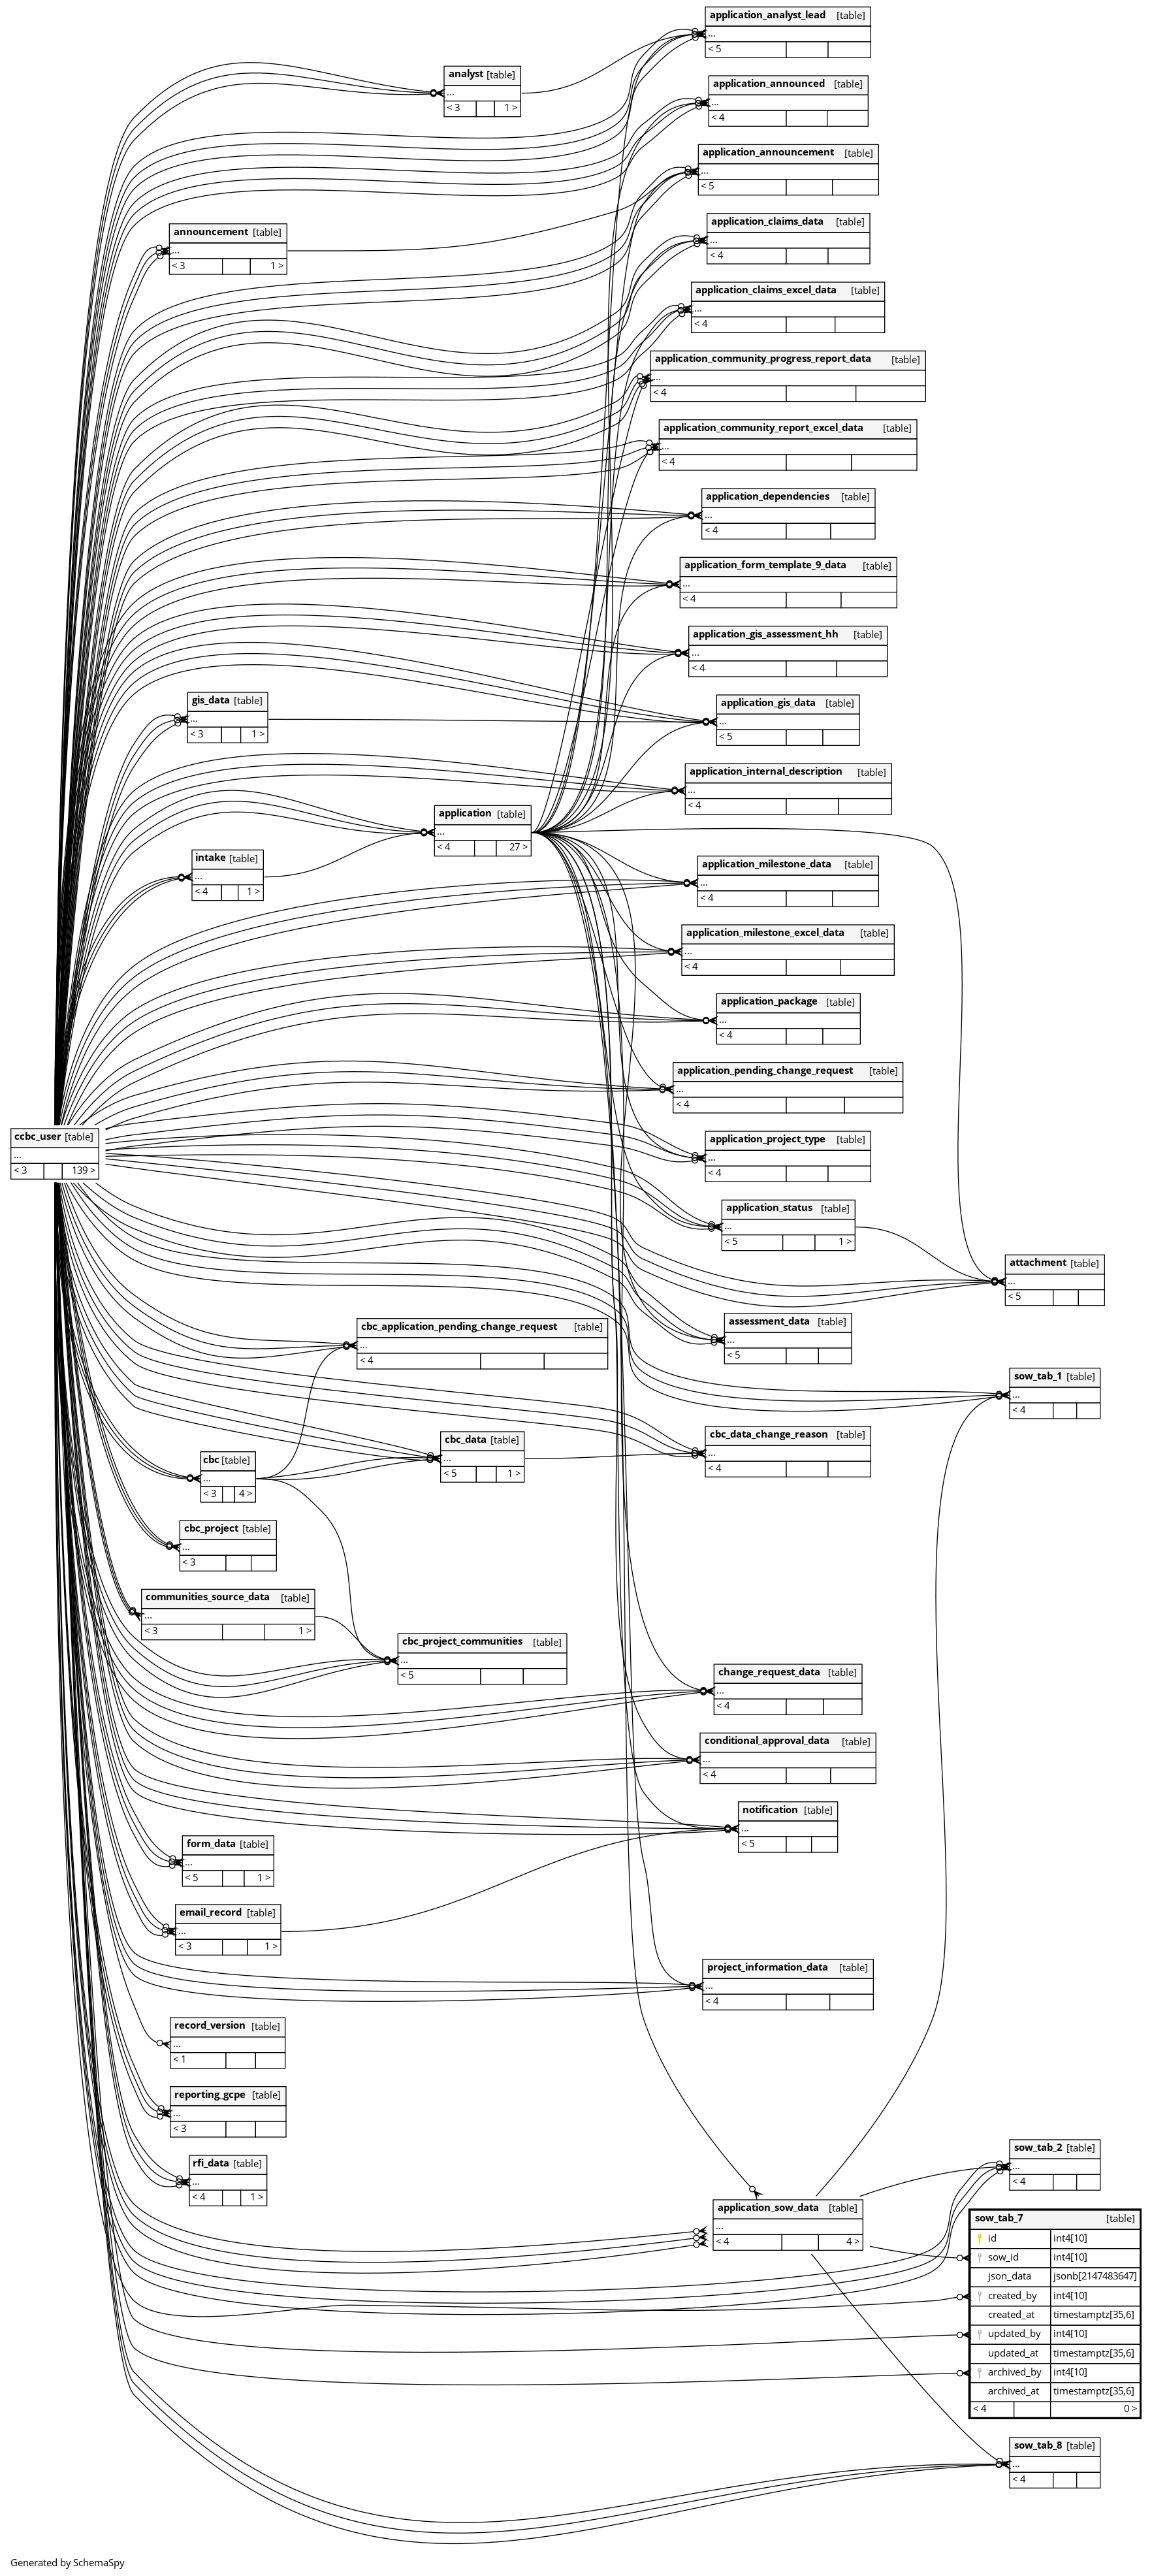 application_analyst_lead [table]
...
< 5
analyst [table]
...
< 3 1 >
application_announced [table]
...
< 4
application_announcement [table]
...
< 5
application_claims_data [table]
...
< 4
announcement [table]
...
< 3 1 >
application_claims_excel_data [table]
...
< 4
application_community_progress_report_data [table]
...
< 4
application_community_report_excel_data [table]
...
< 4
application_dependencies [table]
...
< 4
application_form_template_9_data [table]
...
< 4
application_gis_assessment_hh [table]
...
< 4
gis_data [table]
...
< 3 1 >
application_gis_data [table]
...
< 5
application_internal_description [table]
...
< 4
application [table]
...
< 4 27 >
intake [table]
...
< 4 1 >
application_milestone_data [table]
...
< 4
application_milestone_excel_data [table]
...
< 4
application_package [table]
...
< 4
application_pending_change_request [table]
...
< 4
ccbc_user [table]
...
< 3 139 >
application_project_type [table]
...
< 4
application_status [table]
...
< 5 1 >
attachment [table]
...
< 5
assessment_data [table]
...
< 5
cbc_application_pending_change_request [table]
...
< 4
sow_tab_1 [table]
...
< 4
cbc_data_change_reason [table]
...
< 4
cbc_data [table]
...
< 5 1 >
cbc [table]
...
< 3 4 >
cbc_project [table]
...
< 3
communities_source_data [table]
...
< 3 1 >
cbc_project_communities [table]
...
< 5
change_request_data [table]
...
< 4
conditional_approval_data [table]
...
< 4
notification [table]
...
< 5
form_data [table]
...
< 5 1 >
email_record [table]
...
< 3 1 >
project_information_data [table]
...
< 4
record_version [table]
...
< 1
reporting_gcpe [table]
...
< 3
rfi_data [table]
...
< 4 1 >
sow_tab_2 [table]
...
< 4
application_sow_data [table]
...
< 4 4 >
sow_tab_7 [table]
id int4[10]
sow_id int4[10]
json_data jsonb[2147483647]
created_by int4[10]
created_at timestamptz[35,6]
updated_by int4[10]
updated_at timestamptz[35,6]
archived_by int4[10]
archived_at timestamptz[35,6]
< 4 0 >
sow_tab_8 [table]
...
< 4
Generated by SchemaSpy